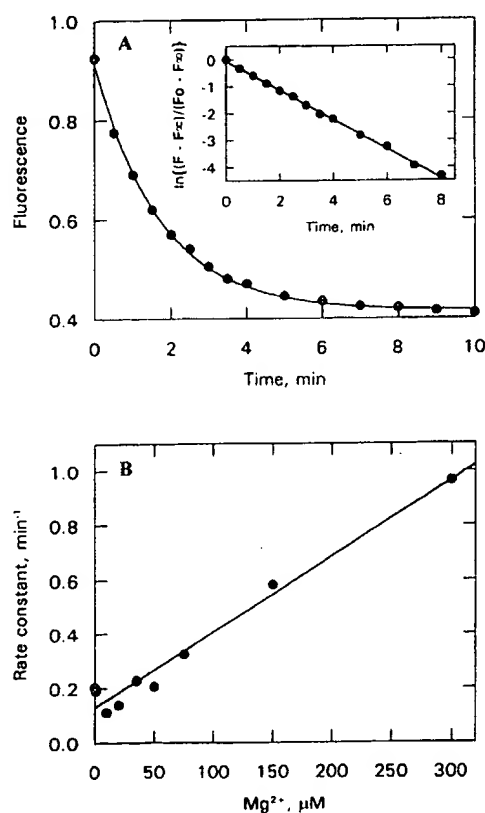 A
1.0
0.8
0.6
0.4
Fluorescence
0 2 4 6 8 10
Time, min
0
-1
-2
-3
-4
ln{(F - F∞)/(Fo - F∞)}
0 2 4 6 8
Time, min
B
1.0
0.8
0.6
0.4
0.2
0.0
Rate constant, min⁻¹
0 50 100 150 200 250 300
Mg²⁺, μM